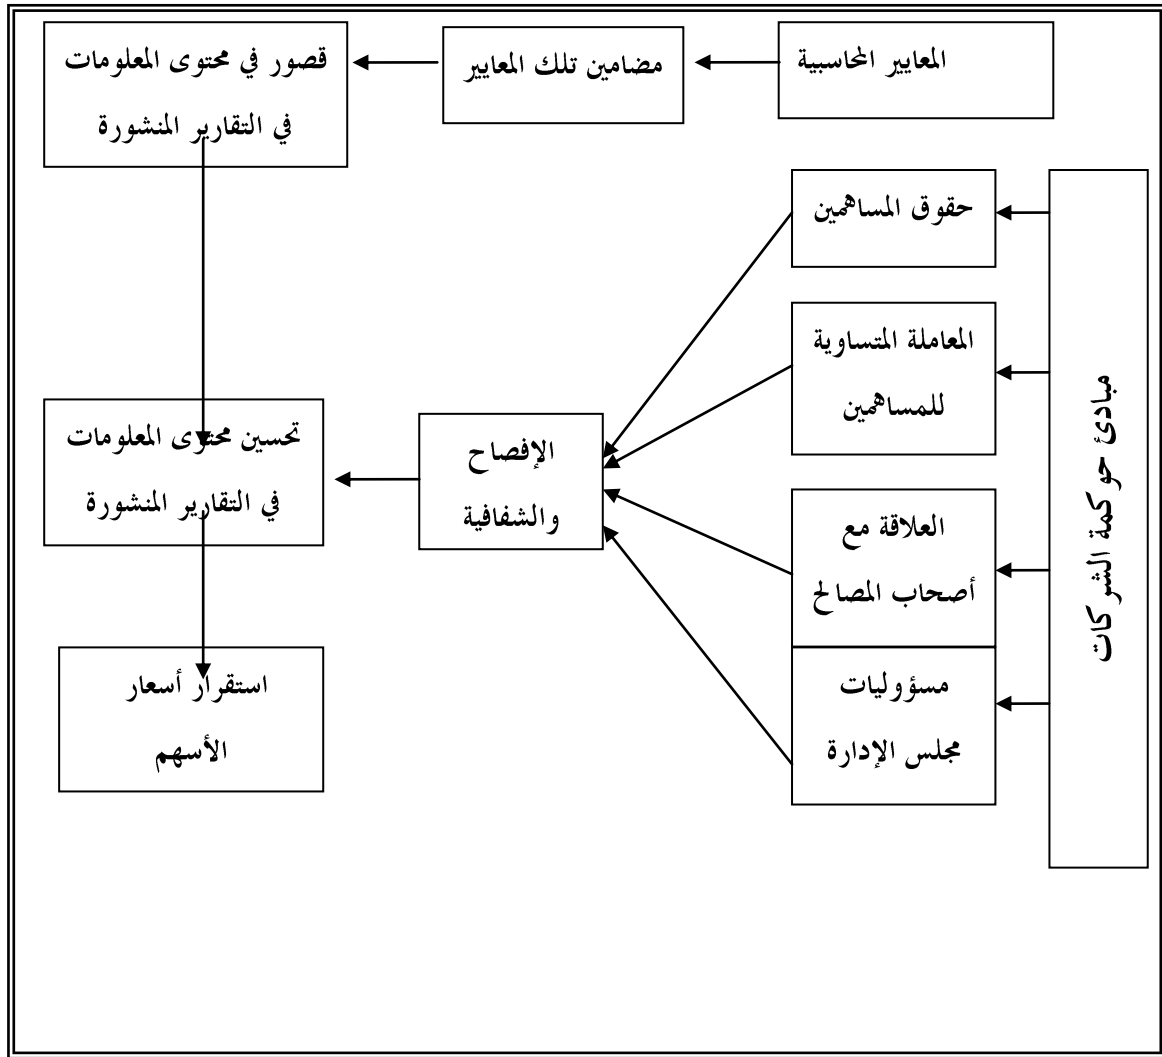 المعايير المحاسبية
مضامين تلك المعايير
قصور في محتوى المعلومات
في التقارير المنشورة
مبادئ حوكمة الشركات
حقوق المساهمين
المعاملة المتساوية
للمساهمين
العلاقة مع
أصحاب المصالح
مسؤوليات
مجلس الإدارة
الإفصاح
والشفافية
تحسين محتوى المعلومات
في التقارير المنشورة
استقرار أسعار
الأسهم